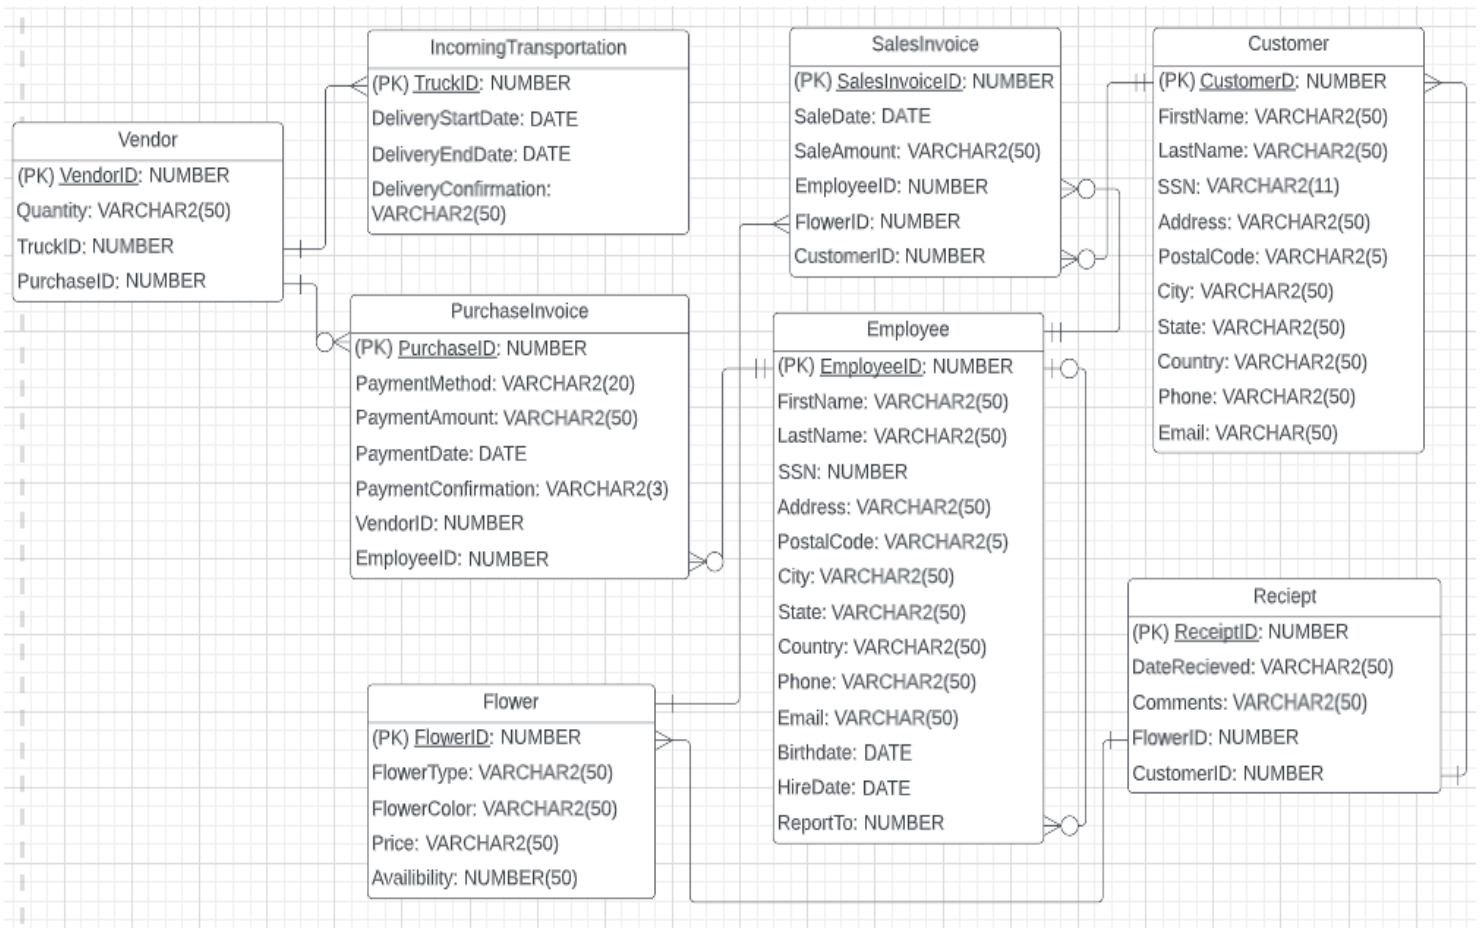 IncomingTransportation
(PK) TruckID: NUMBER
DeliveryStartDate: DATE
DeliveryEndDate: DATE
DeliveryConfirmation:
VARCHAR2(50)
SalesInvoice
(PK) SalesInvoiceID: NUMBER
SaleDate: DATE
SaleAmount: VARCHAR2(50)
EmployeeID: NUMBER
FlowerID: NUMBER
CustomerID: NUMBER
Customer
(PK) CustomerD: NUMBER
FirstName: VARCHAR2(50)
LastName: VARCHAR2(50)
SSN: VARCHAR2(11)
Address: VARCHAR2(50)
PostalCode: VARCHAR2(5)
City: VARCHAR2(50)
State: VARCHAR2(50)
Country: VARCHAR2(50)
Phone: VARCHAR2(50)
Email: VARCHAR(50)
Vendor
(PK) VendorID: NUMBER
Quantity: VARCHAR2(50)
TruckID: NUMBER
PurchaseID: NUMBER
PurchaseInvoice
(PK) PurchaseID: NUMBER
PaymentMethod: VARCHAR2(20)
PaymentAmount: VARCHAR2(50)
PaymentDate: DATE
PaymentConfirmation: VARCHAR2(3)
VendorID: NUMBER
EmployeeID: NUMBER
Employee
(PK) EmployeeID: NUMBER
FirstName: VARCHAR2(50)
LastName: VARCHAR2(50)
SSN: NUMBER
Address: VARCHAR2(50)
PostalCode: VARCHAR2(5)
City: VARCHAR2(50)
State: VARCHAR2(50)
Country: VARCHAR2(50)
Phone: VARCHAR2(50)
Email: VARCHAR(50)
Birthdate: DATE
HireDate: DATE
ReportTo: NUMBER
Reciept
(PK) ReceiptID: NUMBER
DateRecieved: VARCHAR2(50)
Comments: VARCHAR2(50)
FlowerID: NUMBER
CustomerID: NUMBER
Flower
(PK) FlowerID: NUMBER
FlowerType: VARCHAR2(50)
FlowerColor: VARCHAR2(50)
Price: VARCHAR2(50)
Availibility: NUMBER(50)